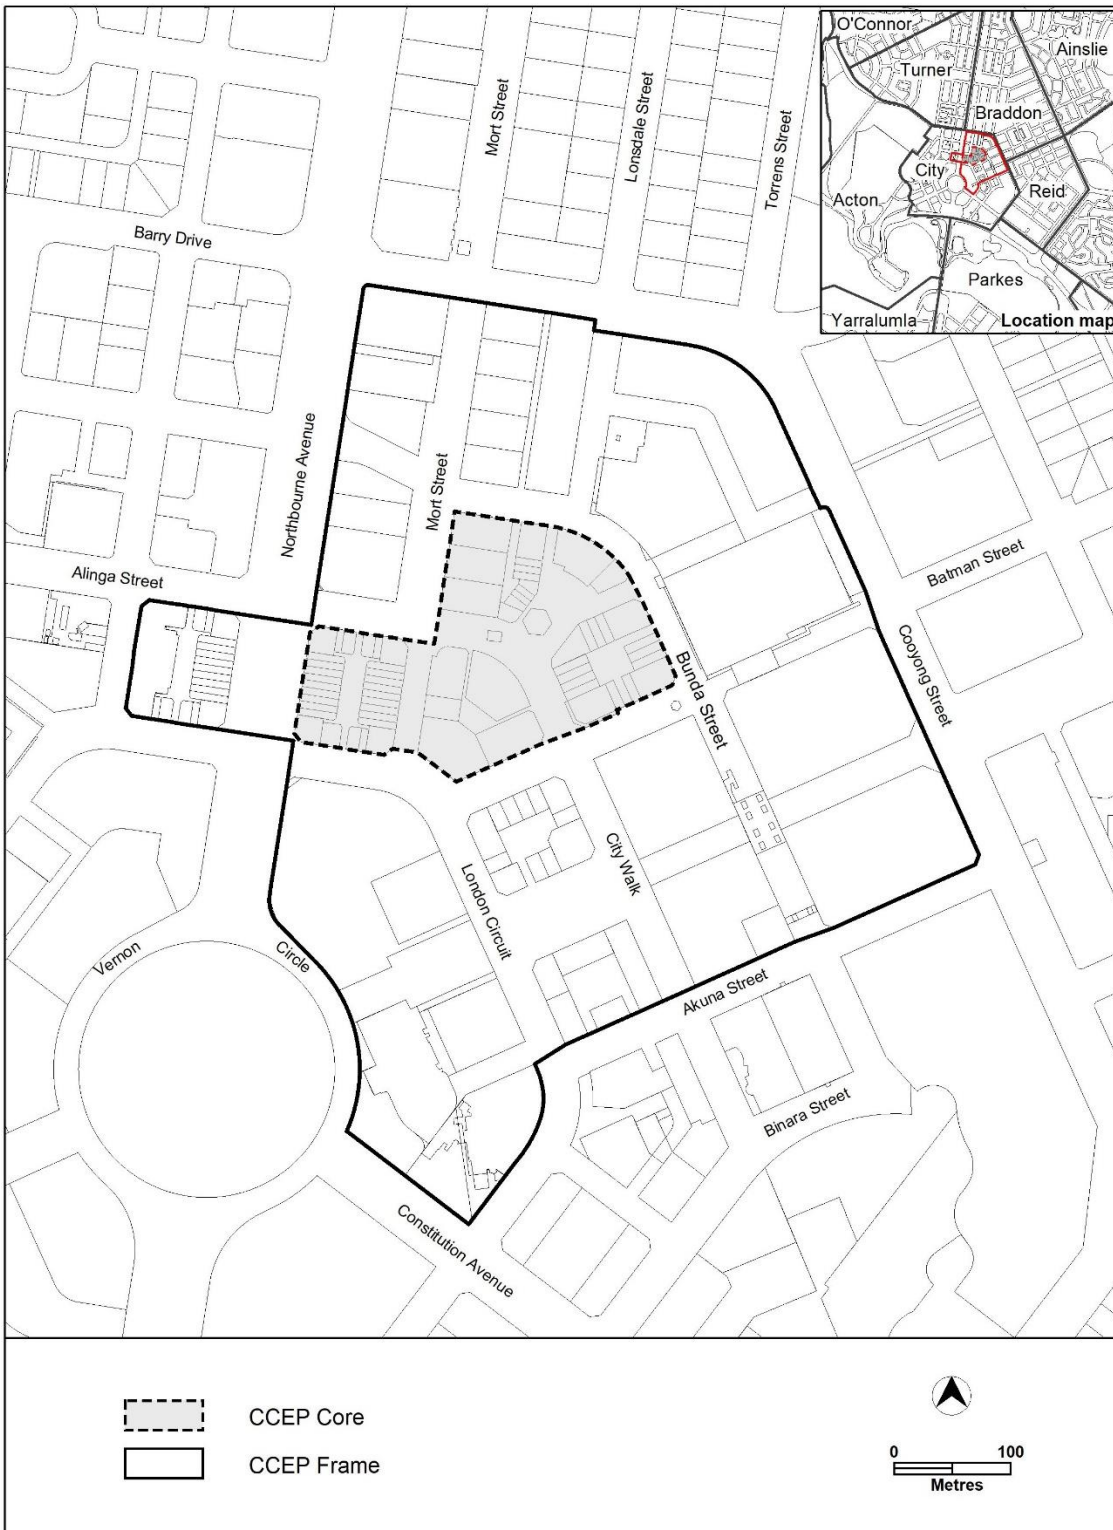 O'Connor
Ainslie
Turner
Braddon
City
Reid
Acton
Parkes
Yarralumla
Location map
Mort Street
Lonsdale Street
Torrens Street
Barry Drive
Northbourne Avenue
Mort Street
Alinga Street
Batman Street
Cooyong Street
Bunda Street
City Walk
London Circuit
Vernon
Circle
Akuna Street
Binara Street
Constitution Avenue
CCEP Core
CCEP Frame
0 100
Metres